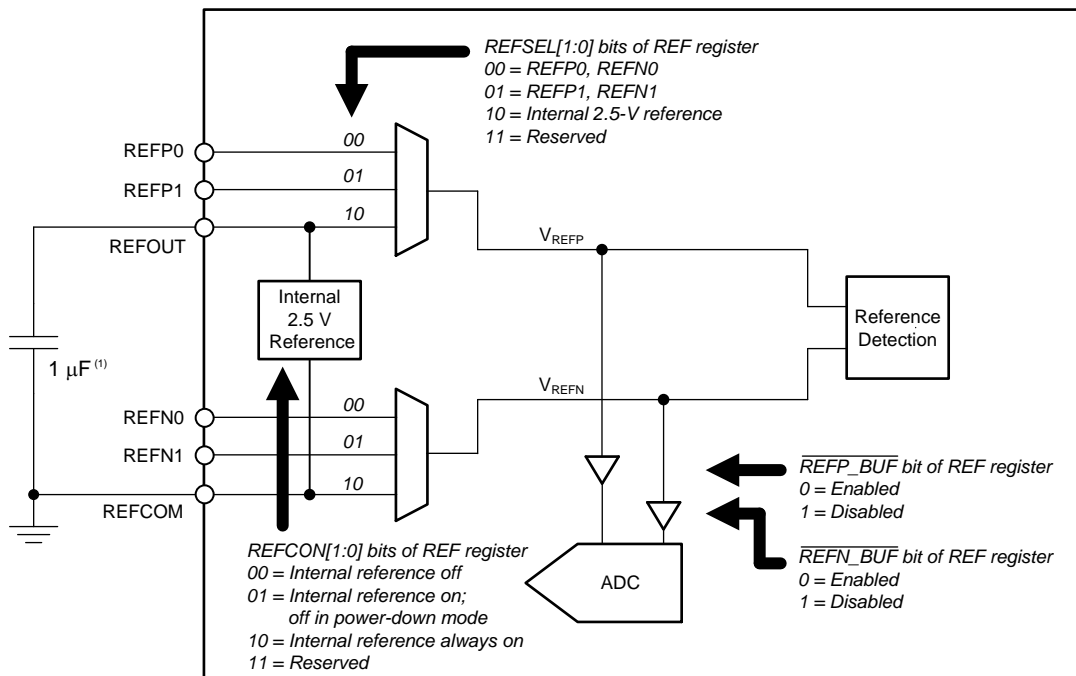 REFSEL[1:0] bits of REF register
00 = REFP0, REFN0
01 = REFP1, REFN1
10 = Internal 2.5-V reference
11 = Reserved
REFP0
00
REFP1
01
REFOUT
10
VREFP
Internal
2.5 V
Reference
Reference
Detection
1 μF (1)
VREFN
REFN0
00
REFN1
01
REFCOM
10
REFP_BUF bit of REF register
0 = Enabled
1 = Disabled
REFN_BUF bit of REF register
0 = Enabled
1 = Disabled
REFCON[1:0] bits of REF register
00 = Internal reference off
01 = Internal reference on;
off in power-down mode
10 = Internal reference always on
11 = Reserved
ADC